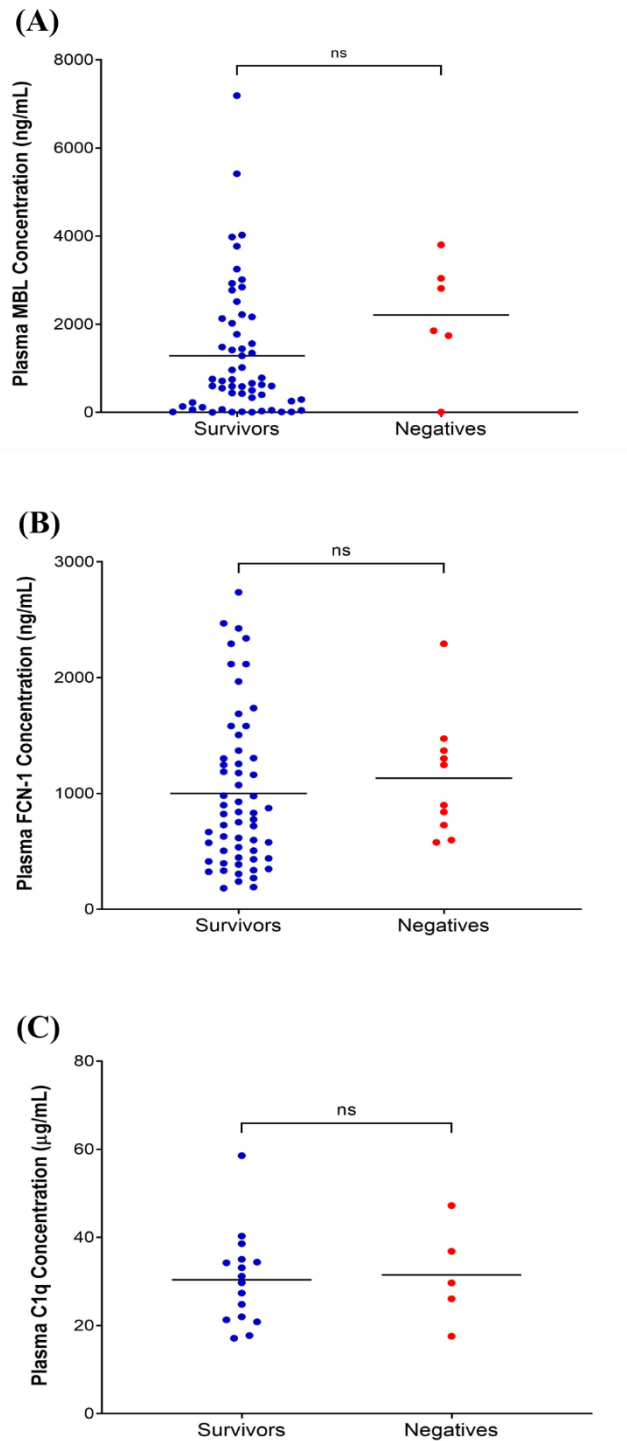 (A)
Plasma MBL Concentration (ng/mL)
8000
6000
4000
2000
0
ns
Survivors
Negatives
(B)
Plasma FCN-1 Concentration (ng/mL)
3000
2000
1000
0
ns
Survivors
Negatives
(C)
Plasma C1q Concentration (μg/mL)
80
60
40
20
0
ns
Survivors
Negatives